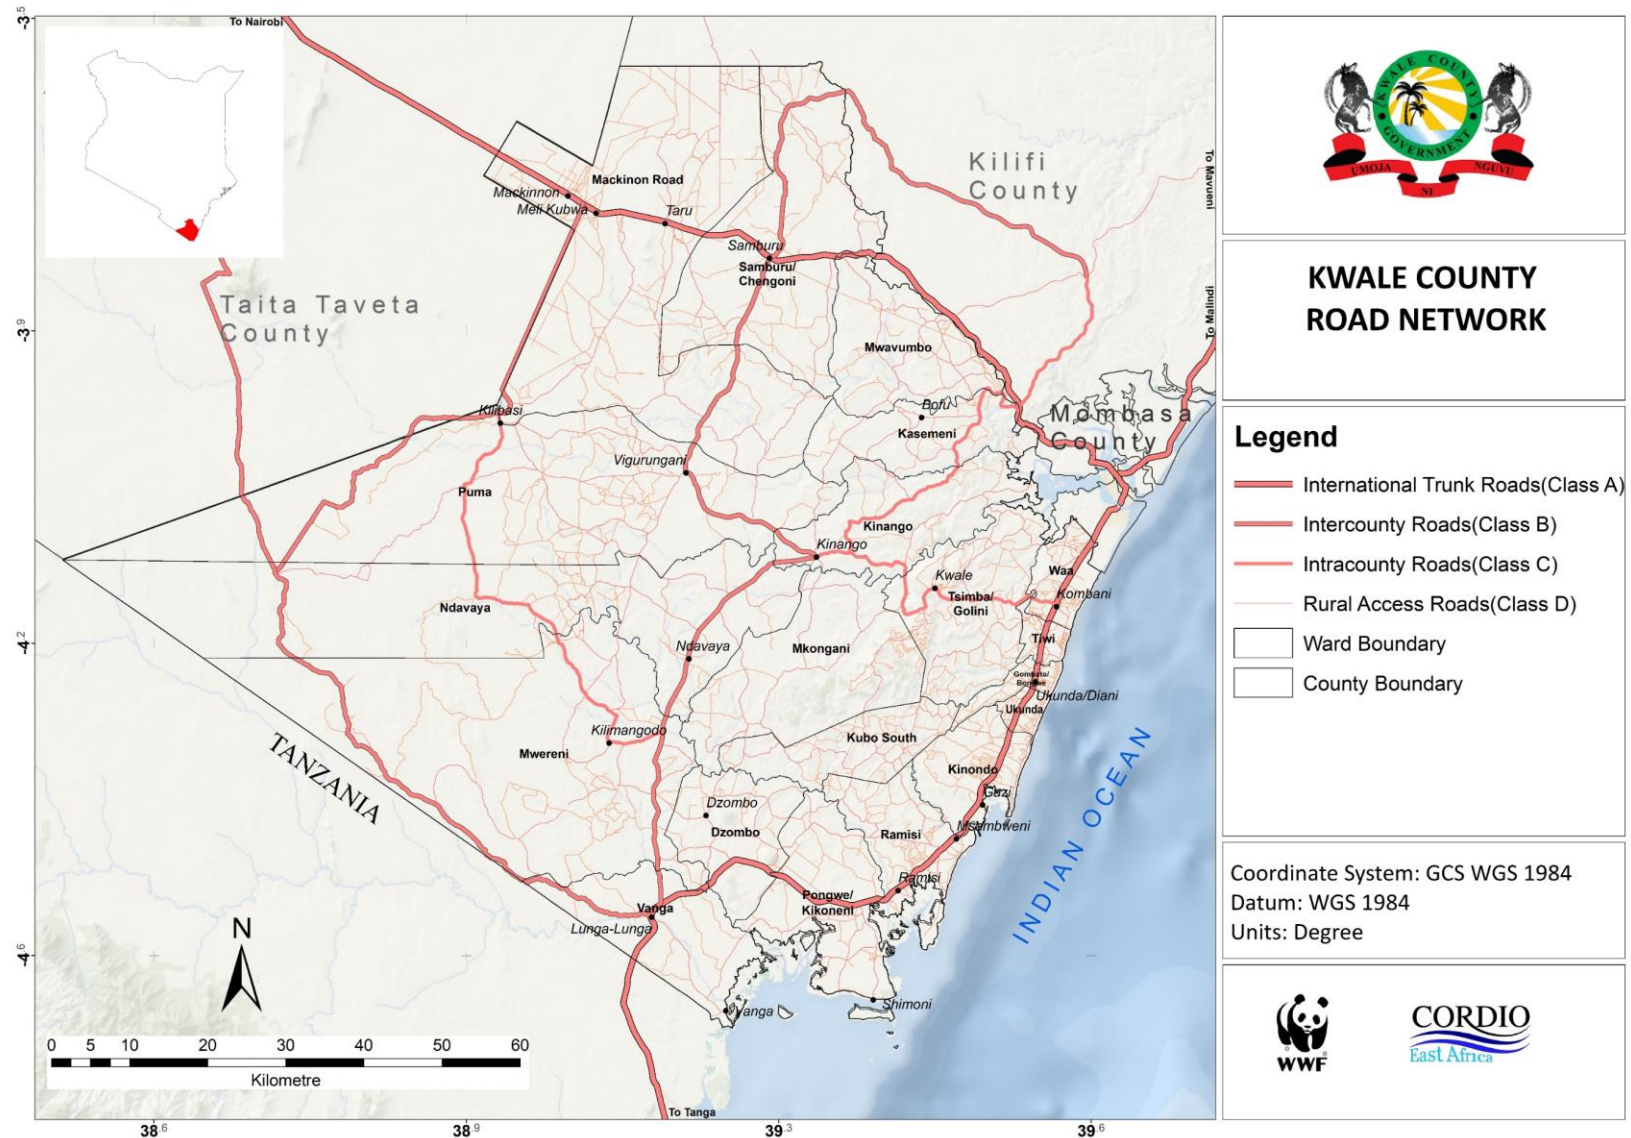 To Nairobi
Kilifi
County
To Mavueni
To Malindi
Mackinon Road
Mackinnon
Meli Kubwa
Taru
Samburu
Samburu/
Chengoni
Taita Taveta
County
Mwavumbo
Kilibasi
Bofu
Kasemeni
Mombasa
County
Vigurungani
Puma
Kinango
Kinango
Waa
Kwale
Tsimba/
Golini
Kombani
Ndavaya
Tiwi
Ndavaya
Mkongani
Gombato/
Bongwe
Ukunda/Diani
Ukunda
Kilimangodo
Mwereni
Kubo South
Kinondo
TANZANIA
Gazi
Dzombo
Dzombo
Ramisi
Msambweni
INDIAN OCEAN
Ramisi
Pongwe/
Kikoneni
Vanga
Lunga-Lunga
Shimoni
Vanga
To Tanga
N
0 5 10 20 30 40 50 60
Kilometre
-3.5
-3.9
-4.2
-4.6
38.6 38.9 39.3 39.6
KWALE COUNTY
GOVERNMENT
UMOJA NI NGUVU
KWALE COUNTY
ROAD NETWORK
Legend
International Trunk Roads(Class A)
Intercounty Roads(Class B)
Intracounty Roads(Class C)
Rural Access Roads(Class D)
Ward Boundary
County Boundary
Coordinate System: GCS WGS 1984
Datum: WGS 1984
Units: Degree
WWF
CORDIO
East Africa